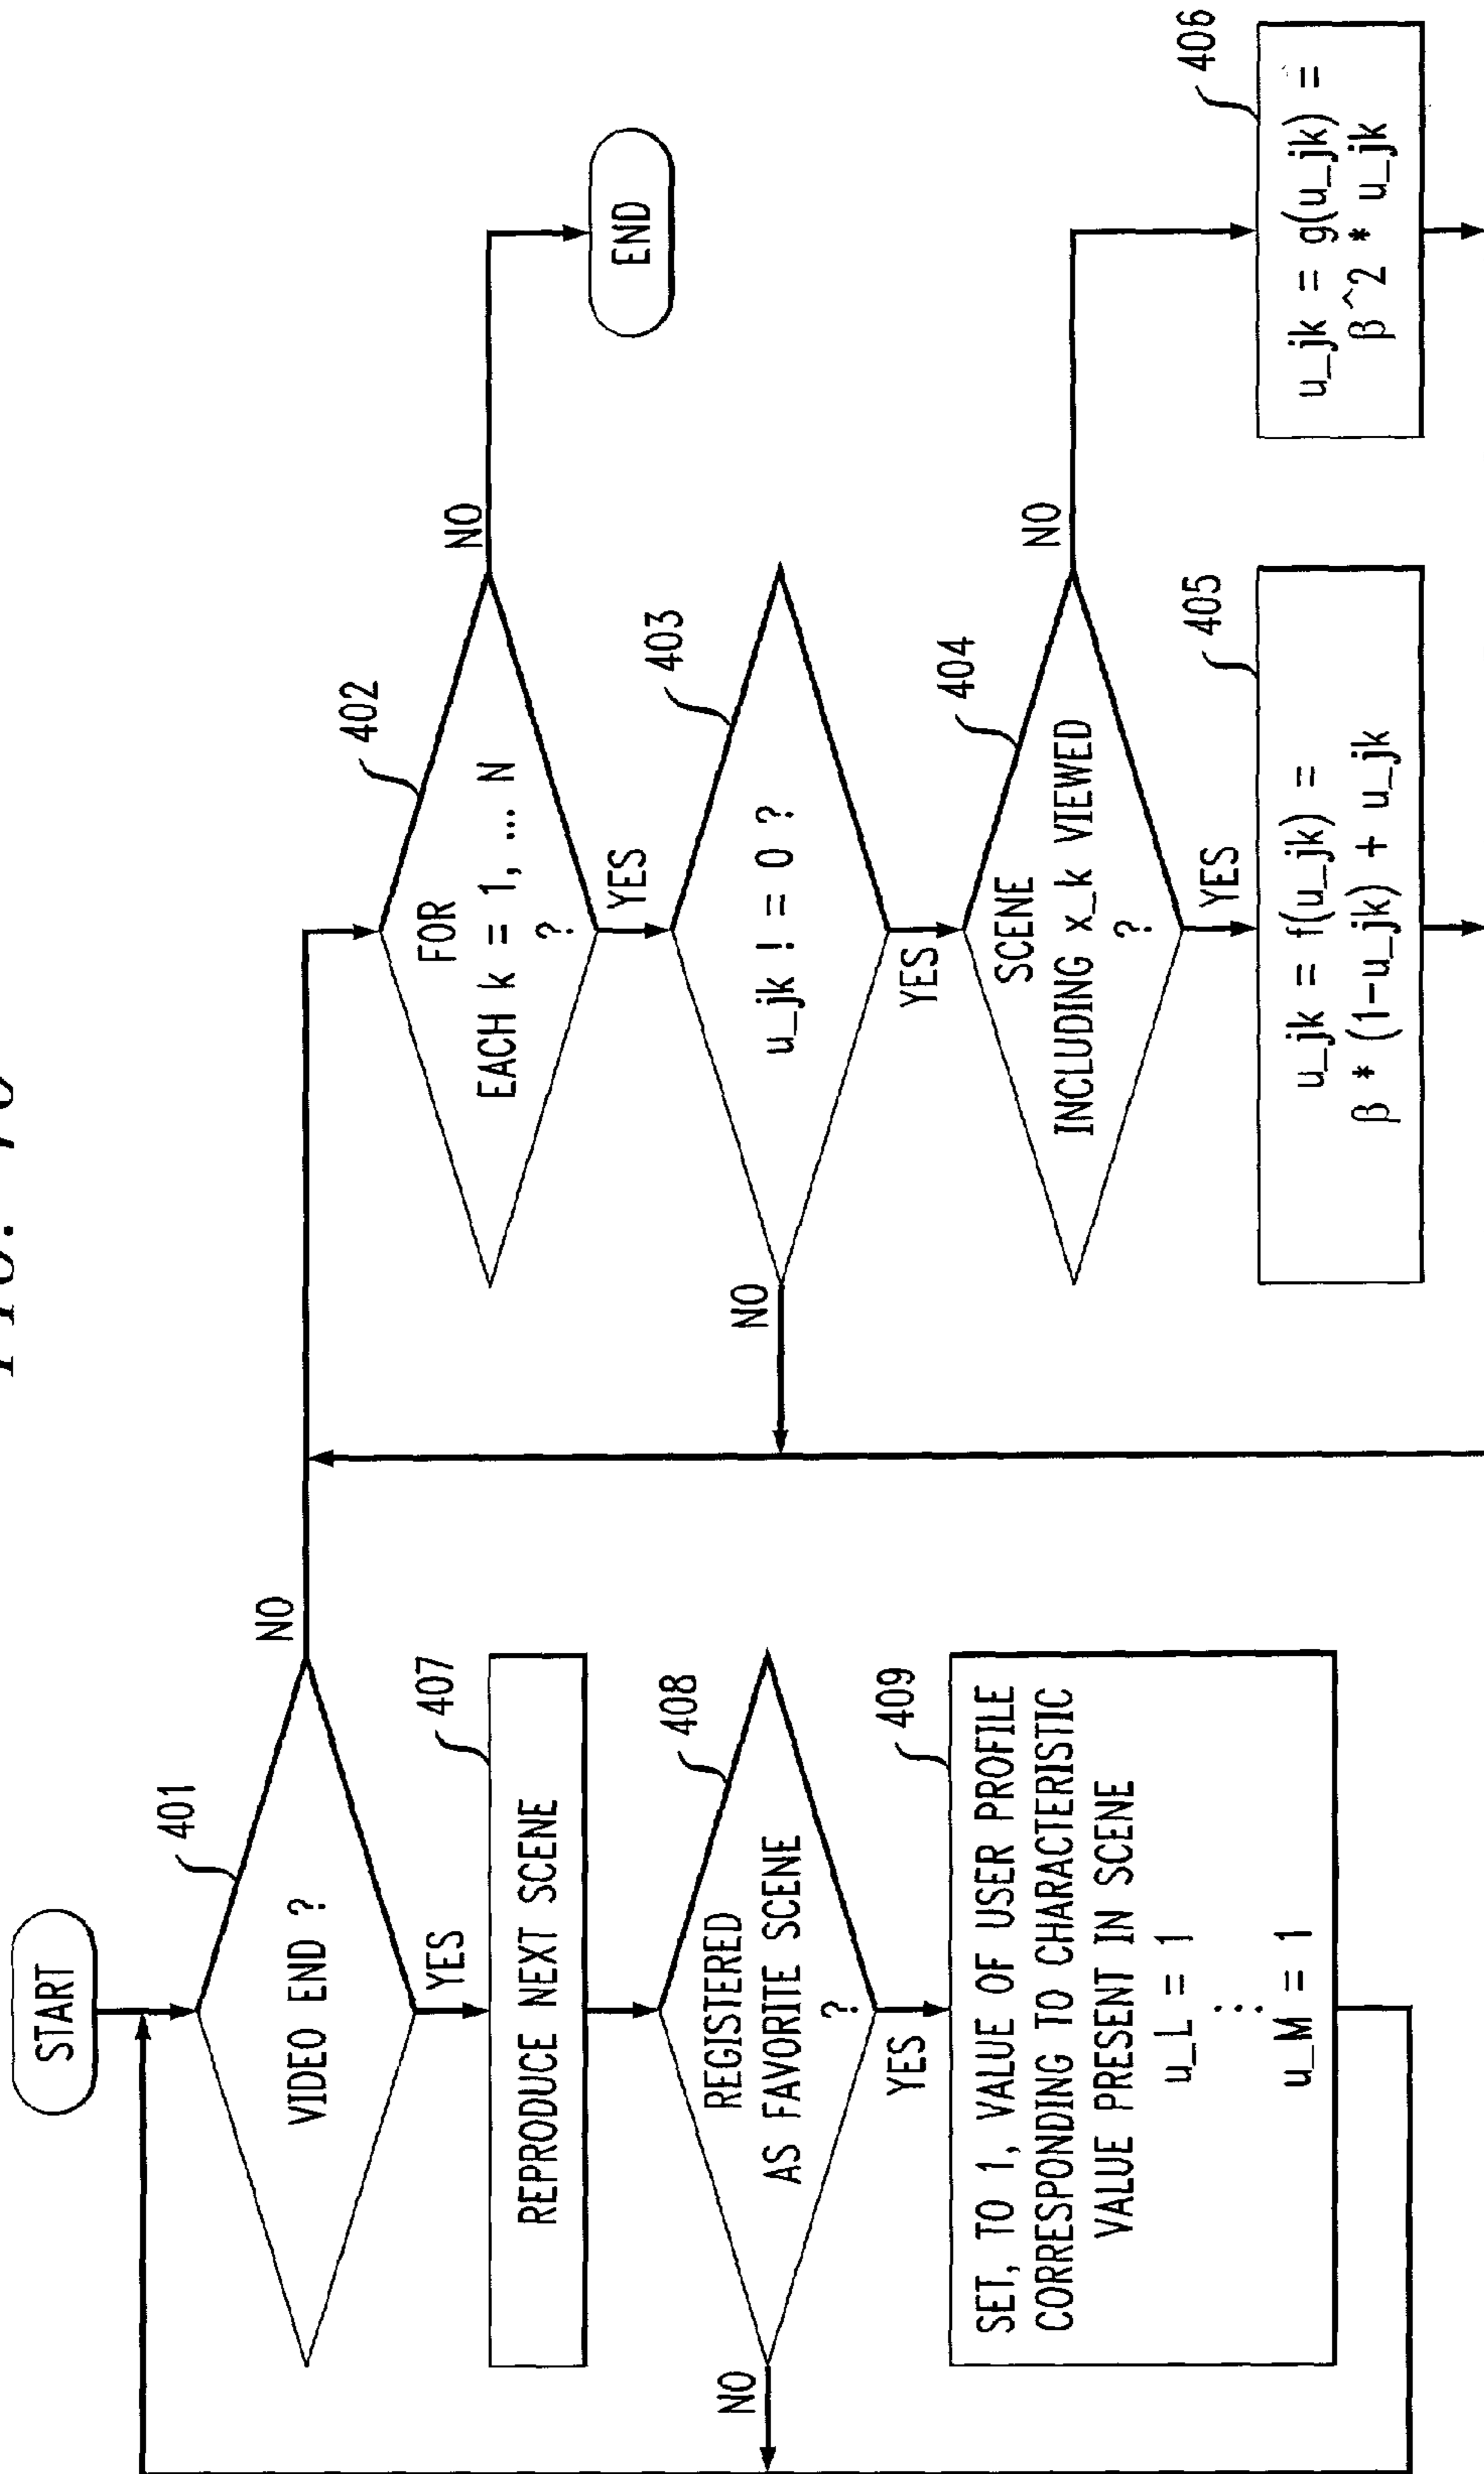 START
401
VIDEO END ?
NO
YES
407
REPRODUCE NEXT SCENE
408
REGISTERED
AS FAVORITE SCENE
?
NO
YES
409
SET, TO 1, VALUE OF USER PROFILE
CORRESPONDING TO CHARACTERISTIC
VALUE PRESENT IN SCENE
u_L = 1
⋮
u_M = 1
402
FOR
EACH k = 1, ... N
?
NO
END
YES
403
u_jk ! = 0 ?
NO
YES
404
SCENE
INCLUDING x_k VIEWED
?
NO
YES
405
u_jk = f(u_jk) =
β * (1-u_jk) + u_jk
406
u_jk = g(u_jk) =
β^2 * u_jk